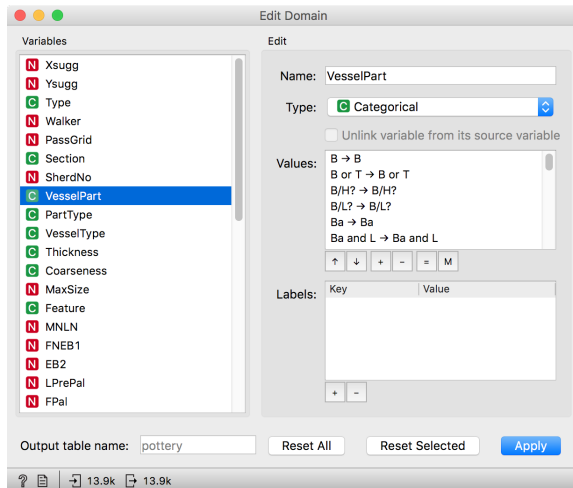 Edit Domain
Variables
N Xsugg
N Ysugg
C Type
N Walker
N PassGrid
C Section
N SherdNo
C VesselPart
C PartType
C VesselType
C Thickness
C Coarseness
N MaxSize
C Feature
N MNLN
N FNEB1
N EB2
N LPrePal
N FPal
Edit
Name: VesselPart
Type: C Categorical
Unlink variable from its source variable
Values:
B → B
B or T → B or T
B/H? → B/H?
B/L? → B/L?
Ba → Ba
Ba and L → Ba and L
↑ ↓ + − = M
Labels:
Key Value
+ −
Output table name: pottery
Reset All Reset Selected Apply
? 13.9k 13.9k